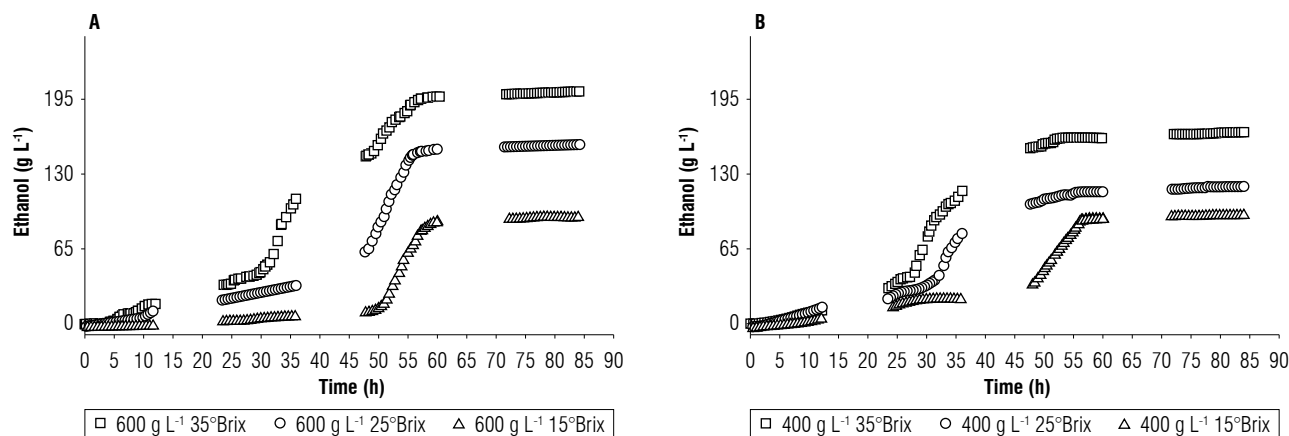 A
Ethanol (g L⁻¹)
195
130
65
0
0 5 10 15 20 25 30 35 40 45 50 55 60 65 70 75 80 85 90
Time (h)
600 g L⁻¹ 35°Brix 600 g L⁻¹ 25°Brix 600 g L⁻¹ 15°Brix
B
Ethanol (g L⁻¹)
195
130
65
0
0 5 10 15 20 25 30 35 40 45 50 55 60 65 70 75 80 85 90
Time (h)
400 g L⁻¹ 35°Brix 400 g L⁻¹ 25°Brix 400 g L⁻¹ 15°Brix